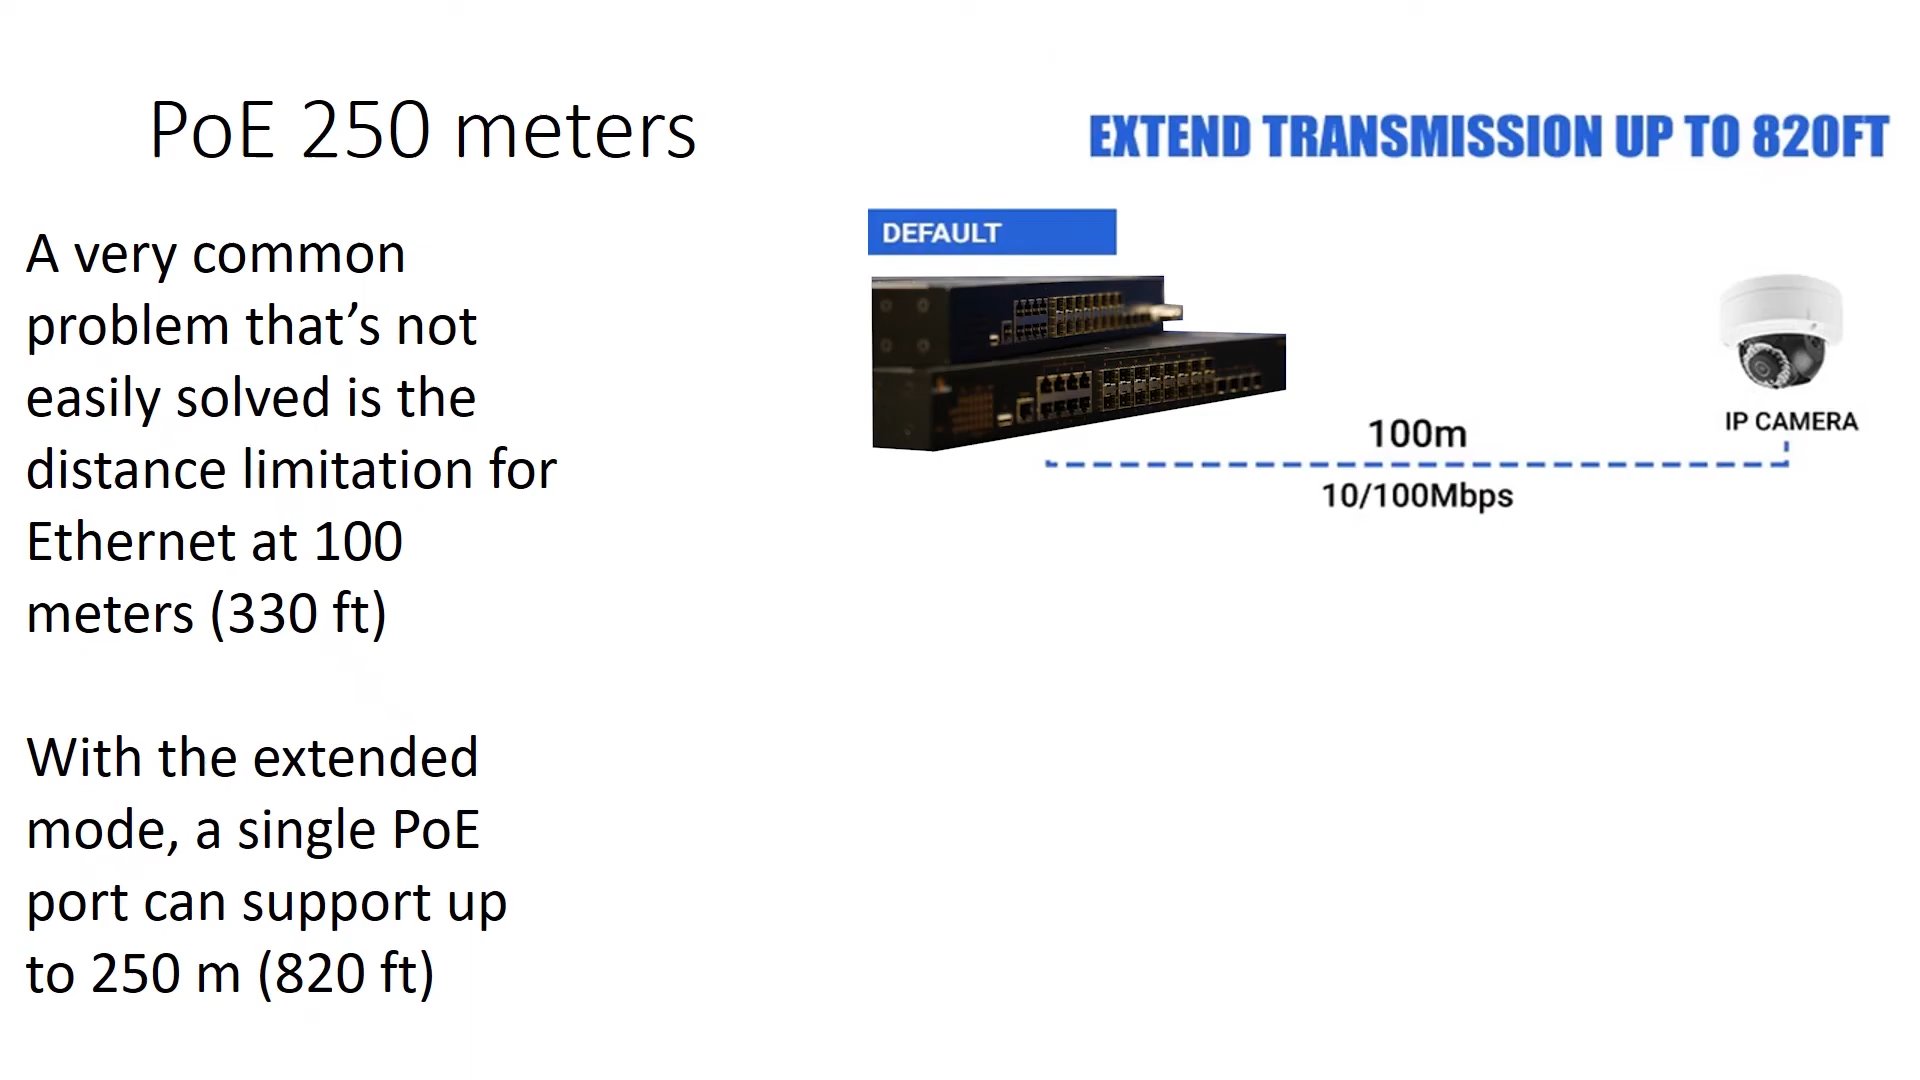 PoE 250 meters
EXTEND TRANSMISSION UP TO 820FT
A very common
problem that’s not
easily solved is the
distance limitation for
Ethernet at 100
meters (330 ft)
With the extended
mode, a single PoE
port can support up
to 250 m (820 ft)
DEFAULT
IP CAMERA
100m
10/100Mbps